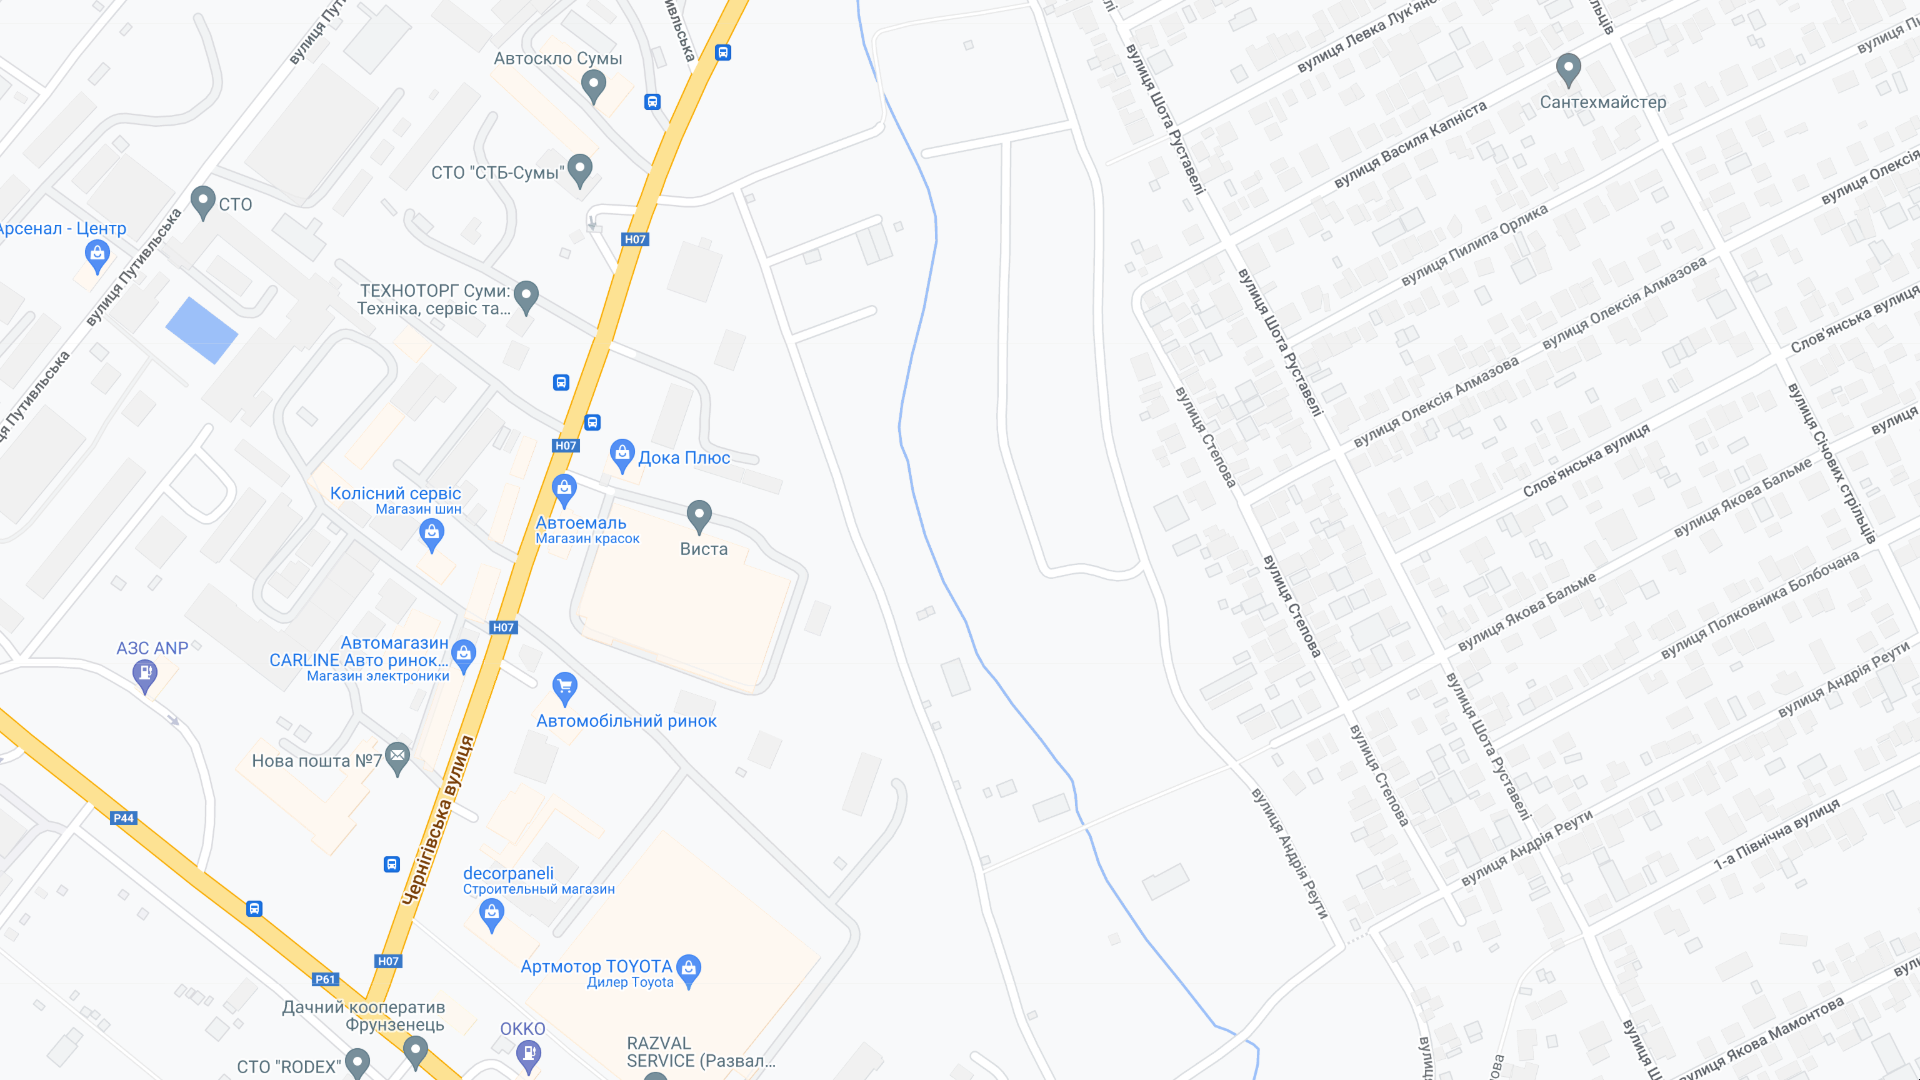 вулиця Левка Лук'яне
Автоскло Сумы
Сантехмайстер
вулиця Шота Руставелі
вулиця Василя Капніста
СТО "СТБ-Сумы"
СТО
вулиця Олексія
Арсенал - Центр
вулиця Путивльська
H07
вулиця Пилипа Орлика
ТЕХНОТОРГ Суми:
Техніка, сервіс та...
вулиця Олексія Алмазова
Слов'янська вулиця
вулиця Шота Руставелі
вулиця Олексія Алмазова
вулиця Степова
вулиця Січових стрільців
H07
Дока Плюс
Слов'янська вулиця
Колісний сервіс
Магазин шин
вулиця Якова Бальме
Автоемаль
Магазин красок
Виста
вулиця Якова Бальме
вулиця Полковника Болбочана
вулиця Степова
H07
АЗС ANP
Автомагазин
CARLINE Авто ринок...
Магазин электроники
вулиця Андрія Реути
Автомобільний ринок
вулиця Шота Руставелі
вулиця Степова
Нова пошта №7
Чернігівська вулиця
P44
вулиця Андрія Реути
вулиця Андрія Реути
1-а Північна вулиця
decorpaneli
Строительный магазин
H07
P61
Артмотор TOYOTA
Дилер Toyota
Дачний кооператив
Фрунзенець
OKKO
вулиця Якова Мамонтова
СТО "RODEX"
RAZVAL
SERVICE (Развал...
вулиця